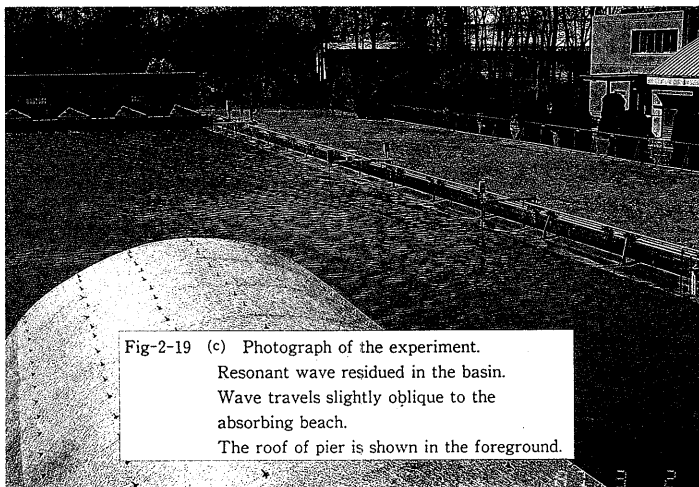 Fig-2-19 (c) Photograph of the experiment.
Resonant wave residued in the basin.
Wave travels slightly oblique to the
absorbing beach.
The roof of pier is shown in the foreground.